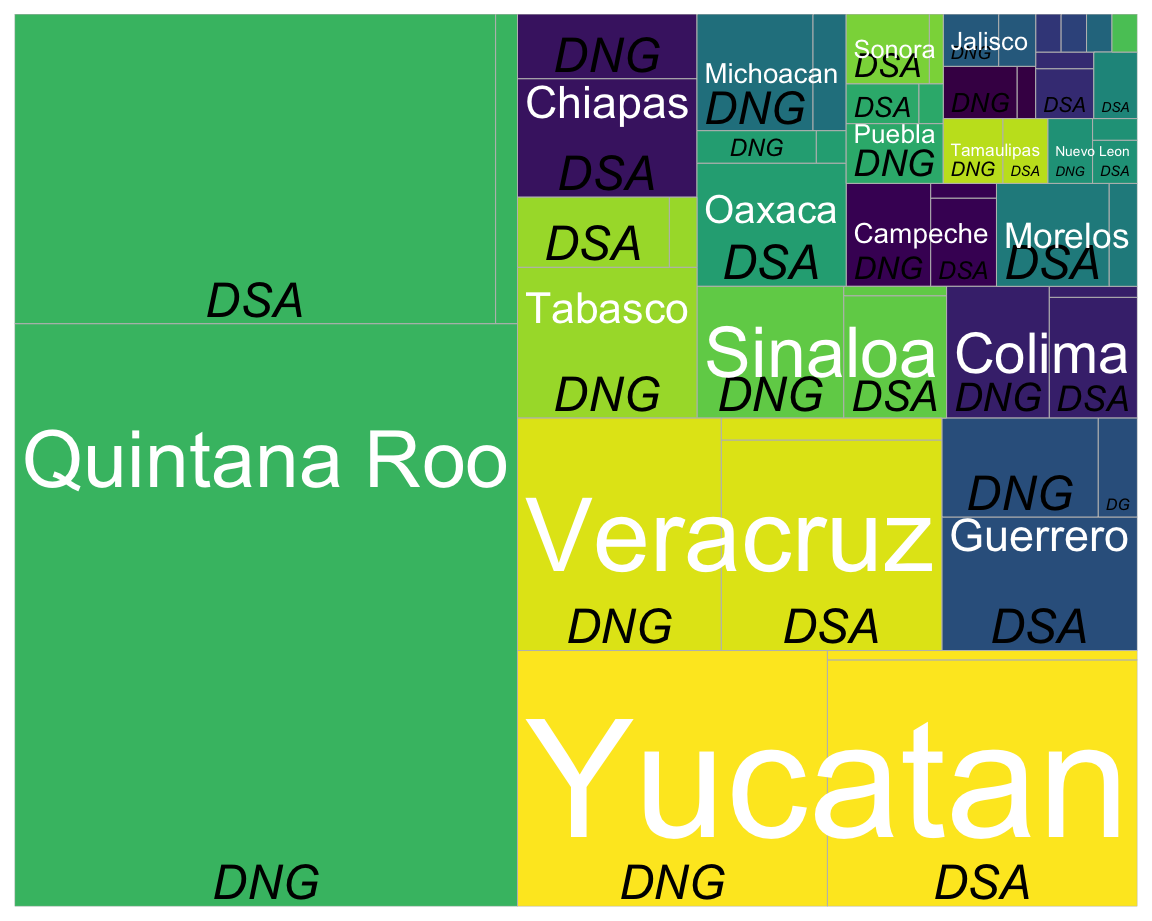 DSA
Quintana Roo
DNG
DNG
Chiapas
DSA
DSA
Tabasco
DNG
Michoacan
DNG
DNG
Oaxaca
DSA
Sonora
DSA
DSA
Puebla
DNG
Jalisco
DNG
DNG
DSA
DSA
Tamaulipas
DNG
DSA
Nuevo Leon
DNG
DSA
Campeche
DNG
DSA
Morelos
DSA
Sinaloa
DNG
DSA
Colima
DNG
DSA
Veracruz
DNG
DSA
DNG
DG
Guerrero
DSA
Yucatan
DNG
DSA